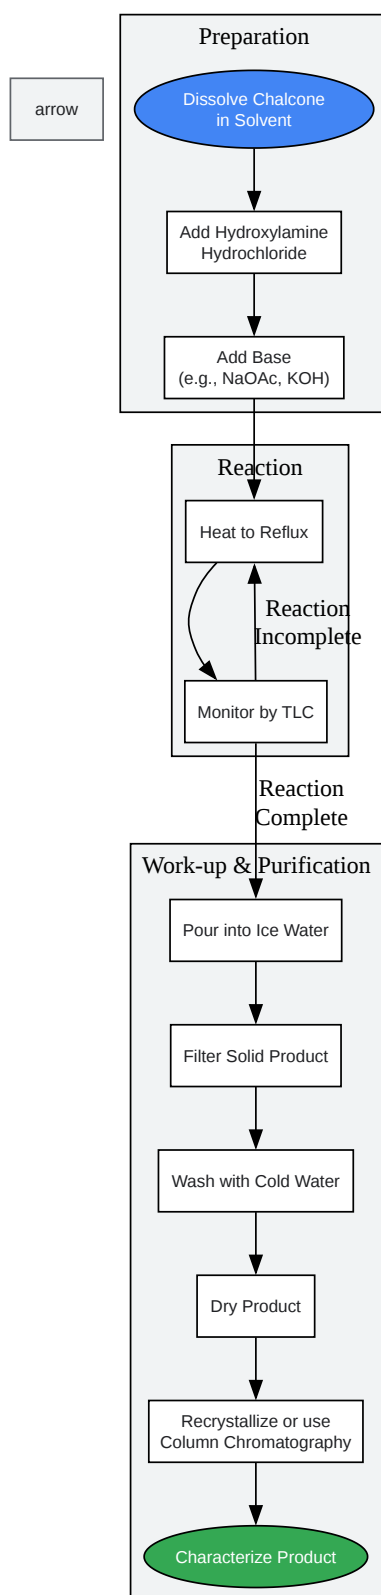 Preparation
arrow
Dissolve Chalcone
in Solvent
Add Hydroxylamine
Hydrochloride
Add Base
(e.g., NaOAc, KOH)
Reaction
Heat to Reflux
Reaction
Incomplete
Monitor by TLC
Reaction
Complete
Work-up & Purification
Pour into Ice Water
Filter Solid Product
Wash with Cold Water
Dry Product
Recrystallize or use
Column Chromatography
Characterize Product